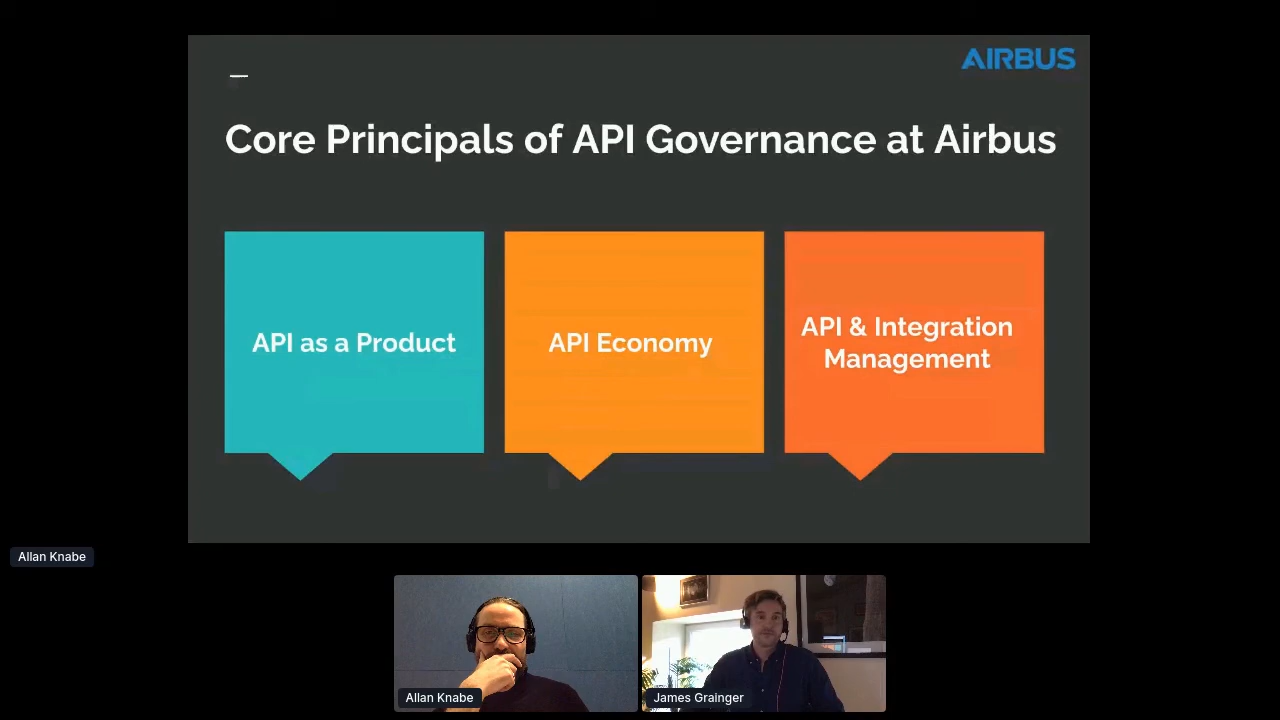 AIRBUS
Core Principals of API Governance at Airbus
API as a Product
API Economy
API & Integration
Management
Allan Knabe
Allan Knabe
James Grainger